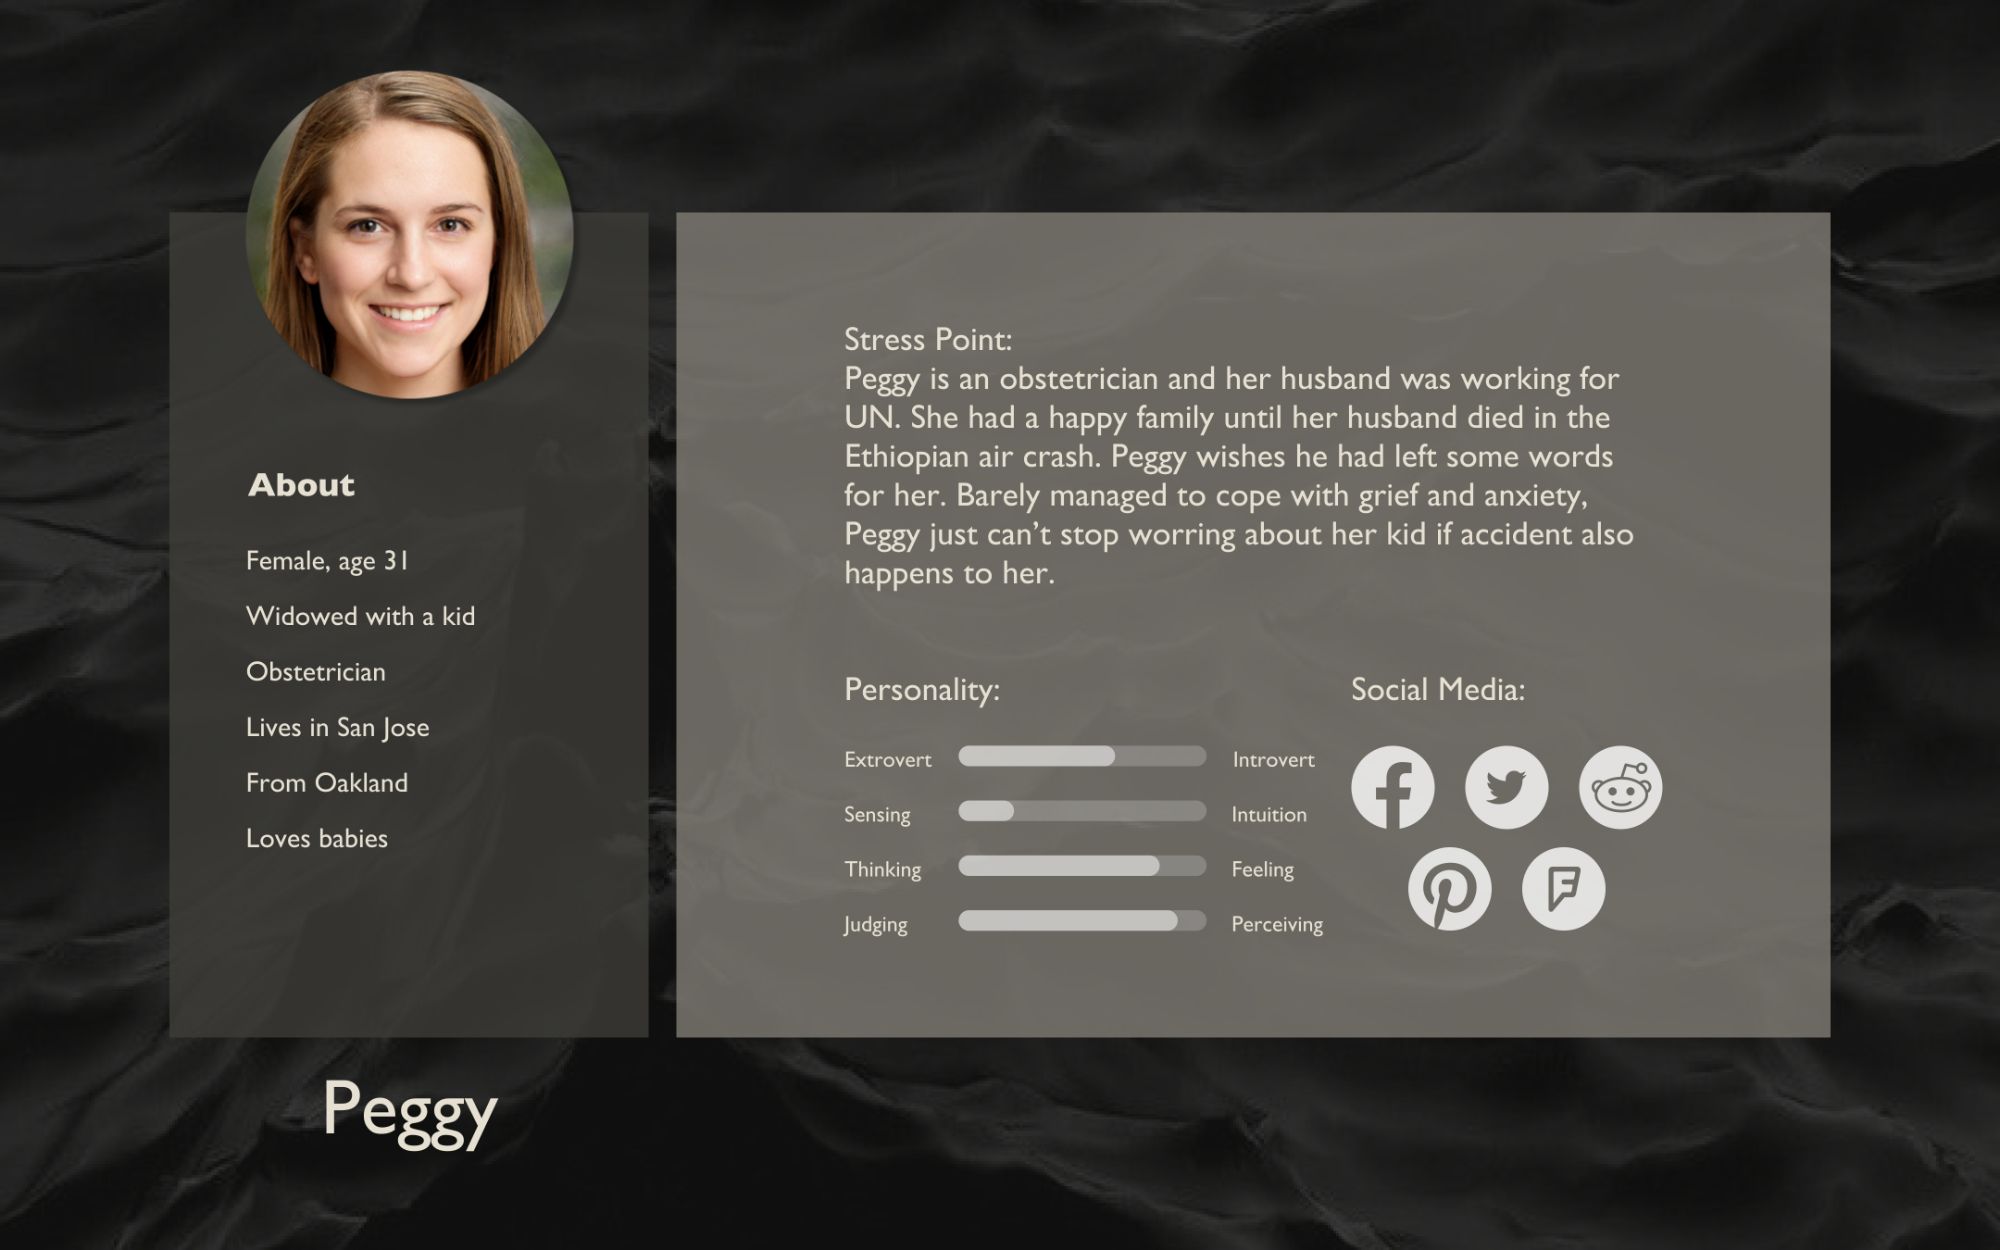 About
Female, age 31
Widowed with a kid
Obstetrician
Lives in San Jose
From Oakland
Loves babies
Peggy
Stress Point:
Peggy is an obstetrician and her husband was working for
UN. She had a happy family until her husband died in the
Ethiopian air crash. Peggy wishes he had left some words
for her. Barely managed to cope with grief and anxiety,
Peggy just can’t stop worring about her kid if accident also
happens to her.
Personality:
Extrovert Introvert
Sensing Intuition
Thinking Feeling
Judging Perceiving
Social Media: